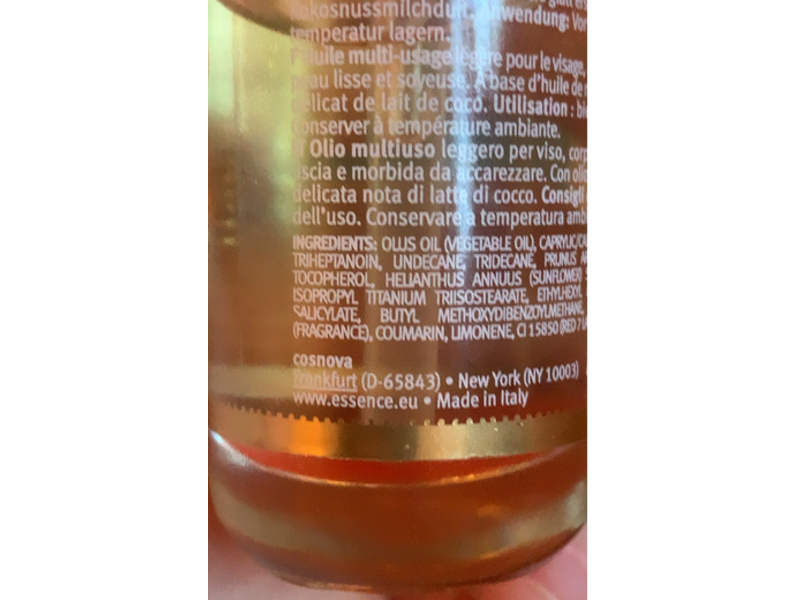 Kokosnussmilchduft. Anwendung: Vor
temperatur lagern.
Huile multi-usage légère pour le visage,
eau lisse et soyeuse. À base d'huile de
délicat de lait de coco. Utilisation :
Conserver à température ambiante.
IT Olio multiuso leggero per viso,
liscia e morbida da accarezzare. Con olio
delicata nota di latte di cocco. Consigli
dell'uso. Conservare a temperatura
INGREDIENTS: OLUS OIL (VEGETABLE OIL),
TRIHEPTANOIN, UNDECANE, TRIDECANE, PRUNUS
TOCOPHEROL, HELIANTHUS ANNUUS (SUNFLOWER)
ISOPROPYL TITANIUM TRIISOSTEARATE, ETHYLHEXYL
SALICYLATE, BUTYL METHOXYDIBENZOYLMETHANE,
(FRAGRANCE), COUMARIN, LIMONENE, CI 15850 (RED 7
cosnova
Frankfurt (D-65843) • New York (NY 10003)
www.essence.eu • Made in Italy